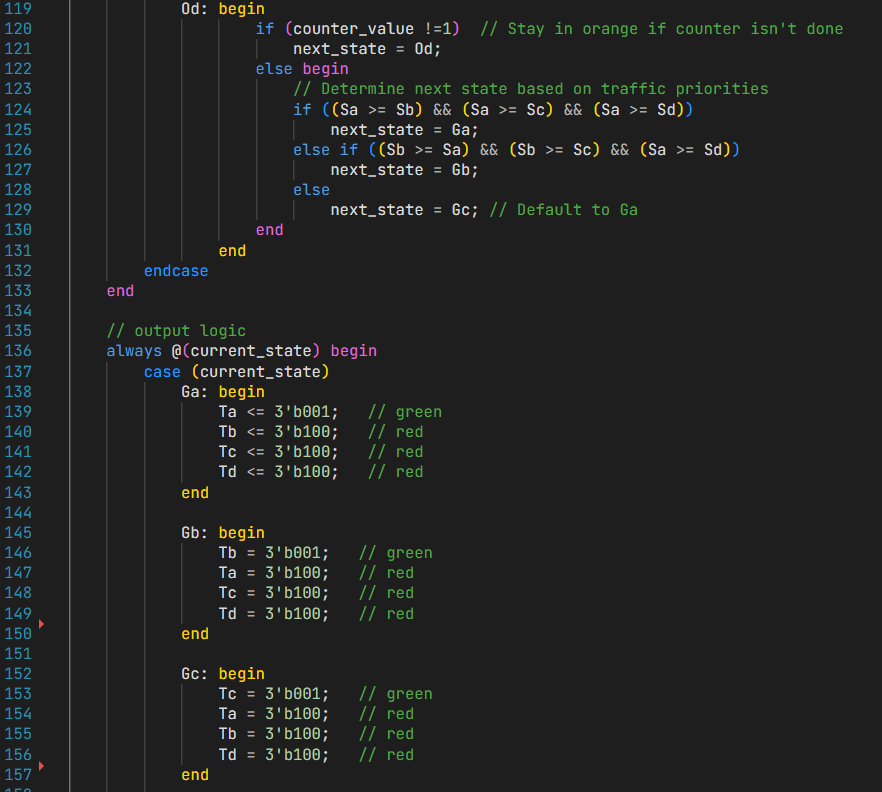 119 Od: begin
120 if (counter_value !=1)  // Stay in orange if counter isn't done
121 next_state = Od;
122 else begin
123 // Determine next state based on traffic priorities
124 if ((Sa >= Sb) && (Sa >= Sc) && (Sa >= Sd))
125 next_state = Ga;
126 else if ((Sb >= Sa) && (Sb >= Sc) && (Sa >= Sd))
127 next_state = Gb;
128 else
129 next_state = Gc; // Default to Ga
130 end
131 end
132 endcase
133 end
134
135 // output logic
136 always @(current_state) begin
137 case (current_state)
138 Ga: begin
139 Ta <= 3'b001;   // green
140 Tb <= 3'b100;   // red
141 Tc <= 3'b100;   // red
142 Td <= 3'b100;   // red
143 end
144
145 Gb: begin
146 Tb = 3'b001;   // green
147 Ta = 3'b100;   // red
148 Tc = 3'b100;   // red
149 Td = 3'b100;   // red
150 end
151
152 Gc: begin
153 Tc = 3'b001;   // green
154 Ta = 3'b100;   // red
155 Tb = 3'b100;   // red
156 Td = 3'b100;   // red
157 end